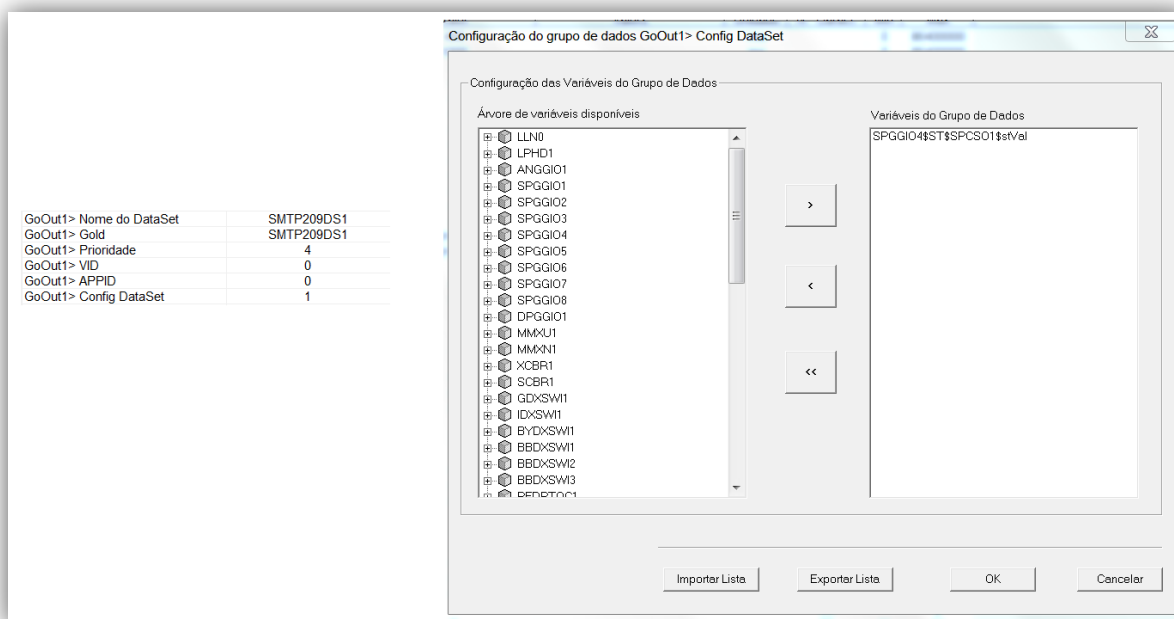 Configuração do grupo de dados GoOut1> Config DataSet
Configuração das Variáveis do Grupo de Dados
Árvore de variáveis disponíveis
Variáveis do Grupo de Dados
LLN0
LPHD1
ANGGIO1
SPGGIO1
SPGGIO2
SPGGIO3
SPGGIO4
SPGGIO5
SPGGIO6
SPGGIO7
SPGGIO8
DPGGIO1
MMXU1
MMXN1
XCBR1
SCBR1
GDXSWI1
IDXSWI1
BYDXSWI1
BBDXSWI1
BBDXSWI2
BBDXSWI3
SPGGIO4$ST$SPCSO1$stVal
>
<
<<
GoOut1> Nome do DataSet SMTP209DS1
GoOut1> GoId SMTP209DS1
GoOut1> Prioridade 4
GoOut1> VID 0
GoOut1> APPID 0
GoOut1> Config DataSet 1
Importar Lista
Exportar Lista
OK
Cancelar